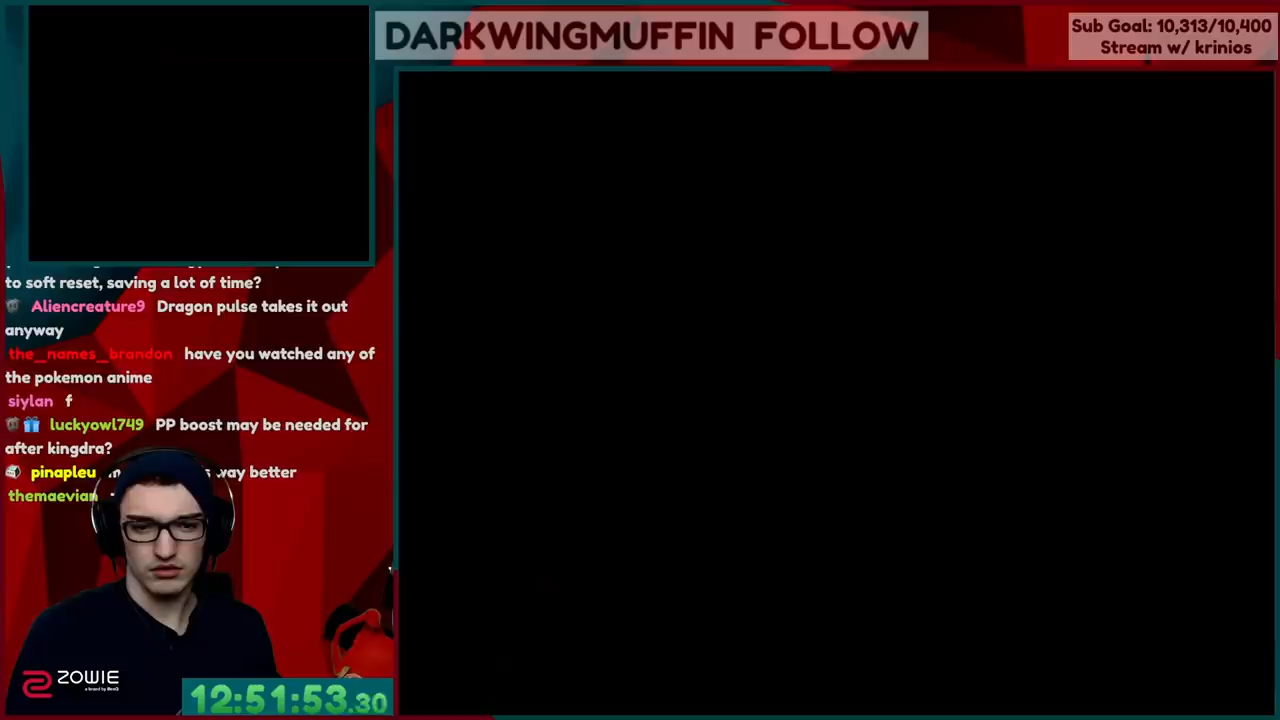 DARKWINGMUFFIN FOLLOW
Sub Goal: 10,313/10,400
Stream w/ krinios
to soft reset, saving a lot of time?
Aliencreature9 Dragon pulse takes it out
anyway
the_names_brandon have you watched any of
the pokemon anime
siylan f
luckyowl749 PP boost may be needed for
after kingdra?
pinapleu way better
themaevian
ZOWIE
12:51:53.30